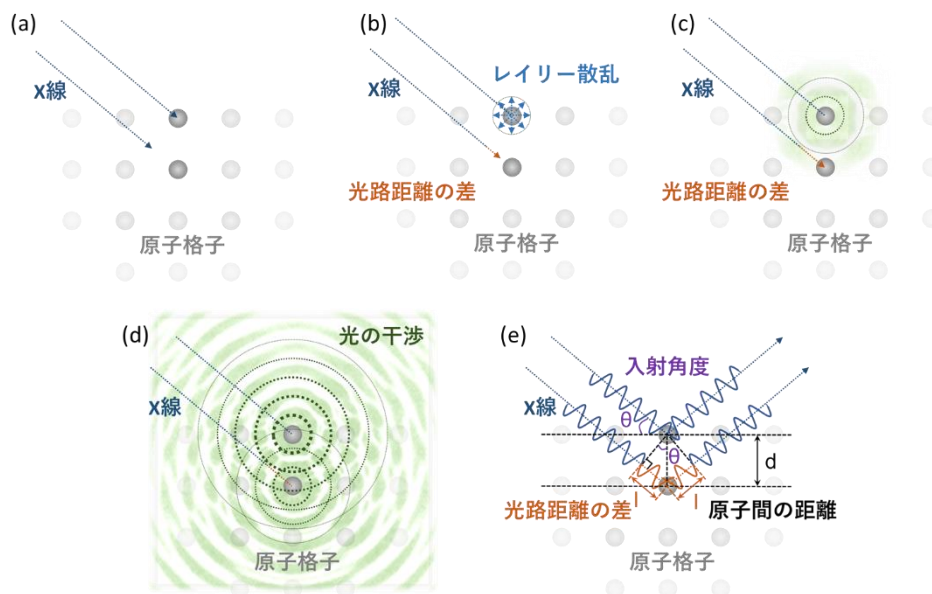 (a)
X線
原子格子
(b)
レイリー散乱
X線
光路距離の差
原子格子
(c)
X線
光路距離の差
原子格子
(d)
光の干渉
X線
原子格子
(e)
入射角度
X線
θ
θ
d
l
l
光路距離の差
原子間の距離
原子格子